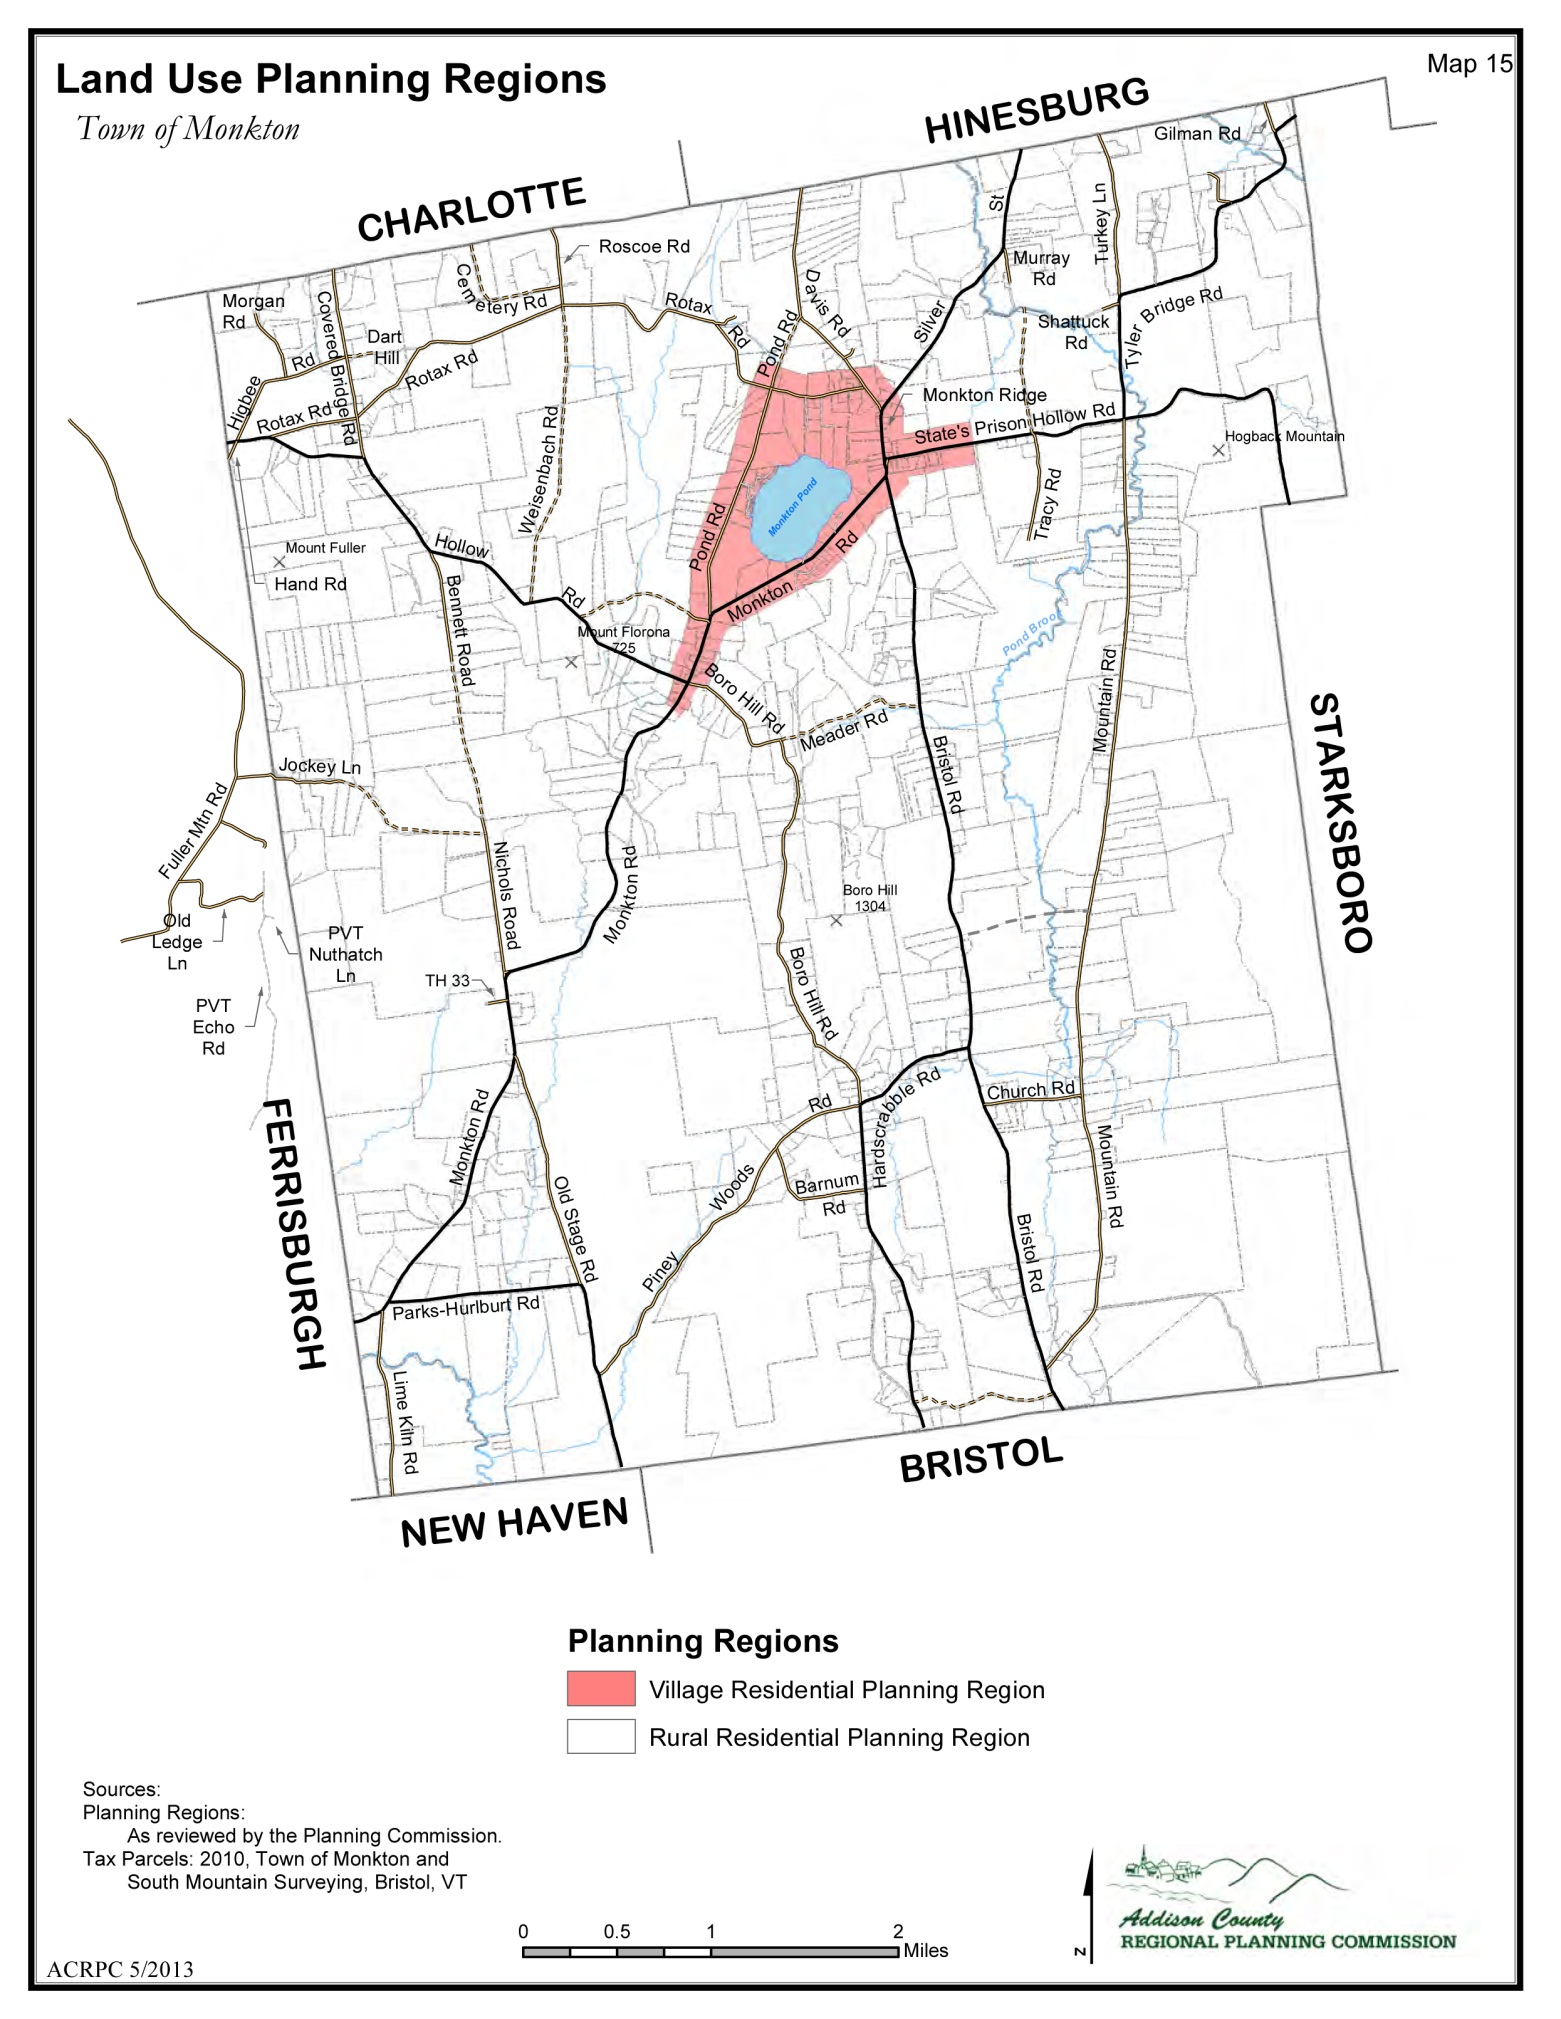 Land Use Planning Regions
Map 15
Town of Monkton
HINESBURG
Gilman Rd
CHARLOTTE
St
Turkey Ln
Roscoe Rd
Murray
Rd
Cemetery Rd
Morgan
Rd
Covered Bridge Rd
Rotax
Rd
Davis Rd
Pond Rd
Silver
Shattuck
Rd
Tyler Bridge Rd
Dart
Hill
Rd
Rotax Rd
Higbee
Rotax Rd
Monkton Ridge
State's Prison Hollow Rd
Hogback Mountain
Weisenbach Rd
Monkton Pond
Tracy Rd
Pond Rd
Rd
Hollow
Mount Fuller
Hand Rd
Bennett Road
Rd
Monkton
Mount Florona
725
Pond Brook
Boro Hill Rd
Mountain Rd
Meader Rd
STARKSBORO
Bristol Rd
Jockey Ln
Fuller Mtn Rd
Nichols Road
Monkton Rd
Boro Hill
1304
Old
Ledge
Ln
PVT
Nuthatch
Ln
Boro Hill Rd
TH 33
PVT
Echo
Rd
Hardscrabble Rd
Church Rd
Monkton Rd
Rd
FERRISBURGH
Mountain Rd
Woods
Barnum
Rd
Old Stage Rd
Bristol Rd
Piney
Parks-Hurlburt Rd
Lime Kiln Rd
BRISTOL
NEW HAVEN
Planning Regions
Village Residential Planning Region
Rural Residential Planning Region
Sources:
Planning Regions:
As reviewed by the Planning Commission.
Tax Parcels: 2010, Town of Monkton and
South Mountain Surveying, Bristol, VT
0 0.5 1 2
Miles
N
Addison County
REGIONAL PLANNING COMMISSION
ACRPC 5/2013